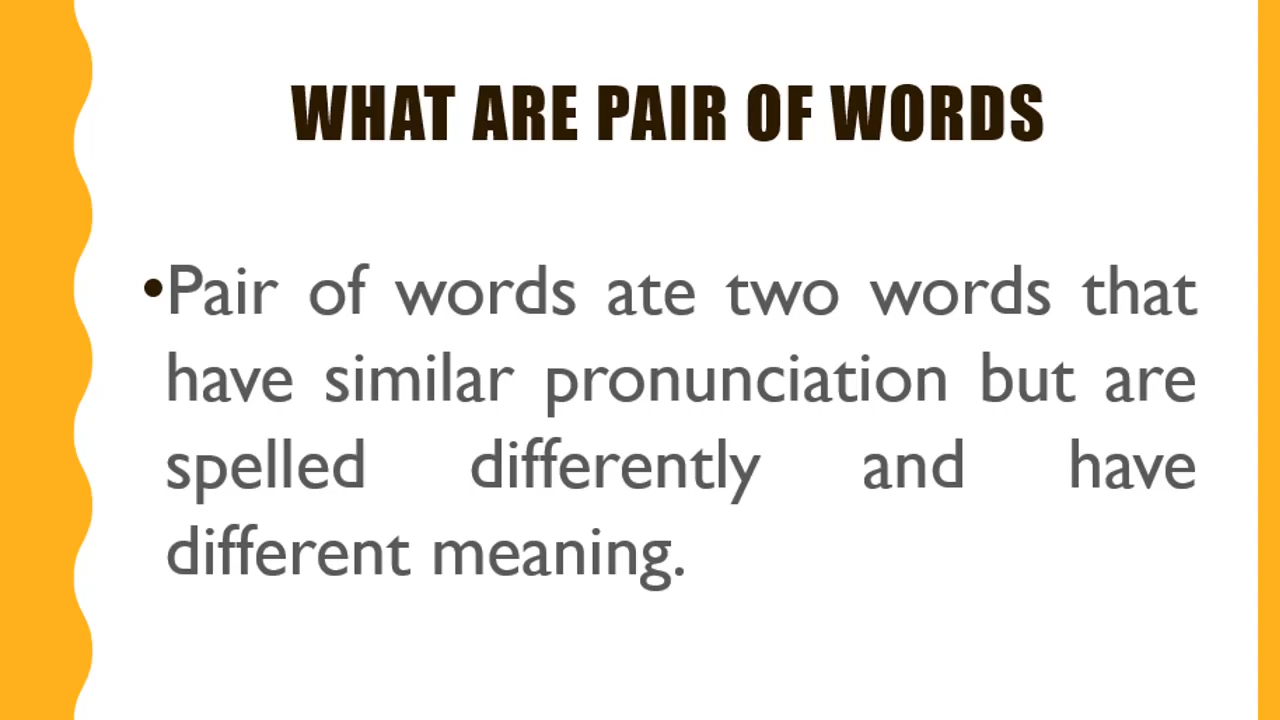 WHAT ARE PAIR OF WORDS
•Pair of words ate two words that
have similar pronunciation but are
spelled differently and have
different meaning.